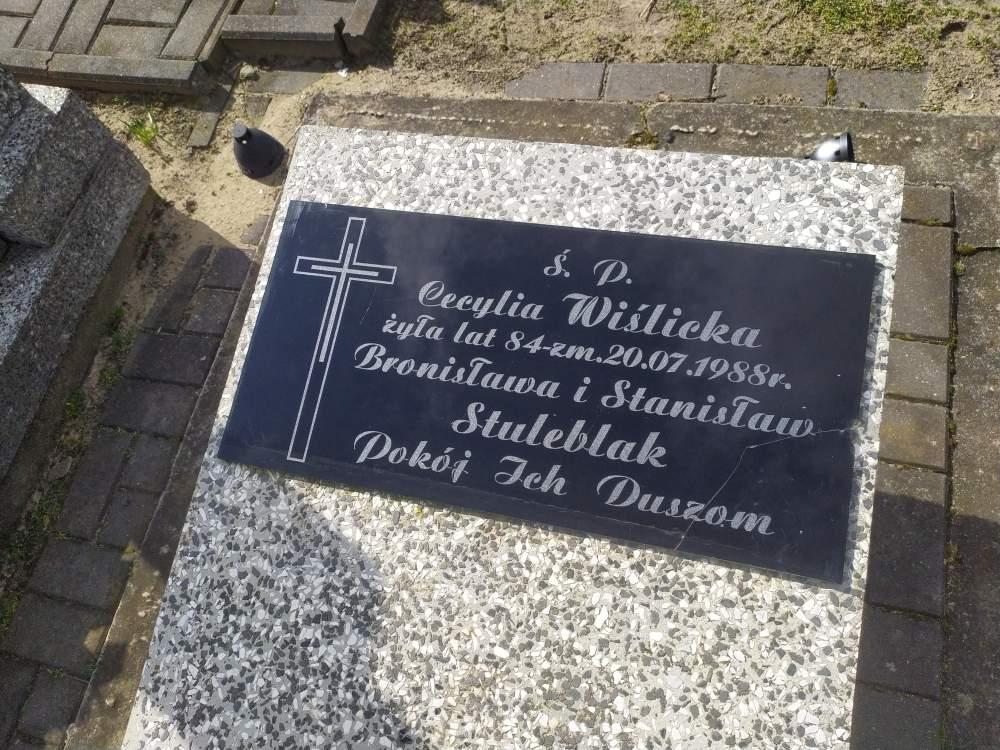 Ś. P.
Cecylia Wiślicka
żyła lat 84-zm.20.07.1988r.
Bronisława i Stanisław
Stuleblak
Pokój Ich Duszom